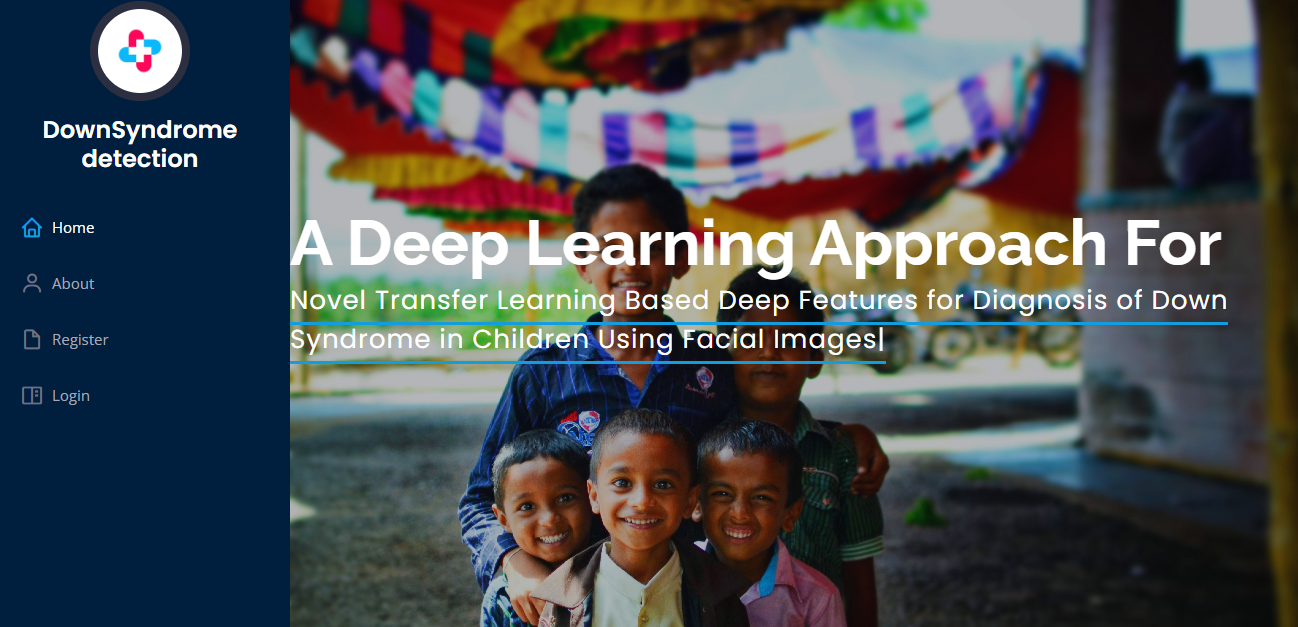 DownSyndrome
detection
Home
About
Register
Login
A Deep Learning Approach For
Novel Transfer Learning Based Deep Features for Diagnosis of Down
Syndrome in Children Using Facial Images|